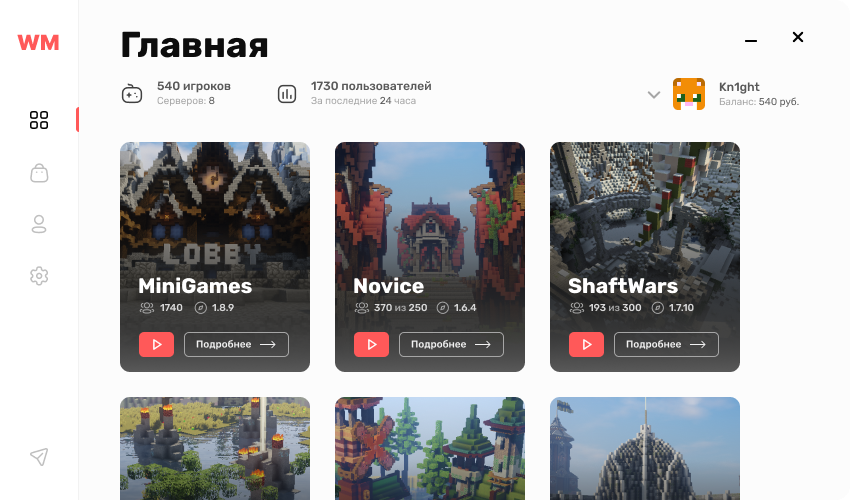 WM
Главная
540 игроков
Серверов: 8
1730 пользователей
За последние 24 часа
Kn1ght
Баланс: 540 руб.
LOBBY
MiniGames
1740 1.8.9
Подробнее
Novice
370 из 250 1.6.4
Подробнее
ShaftWars
193 из 300 1.7.10
Подробнее